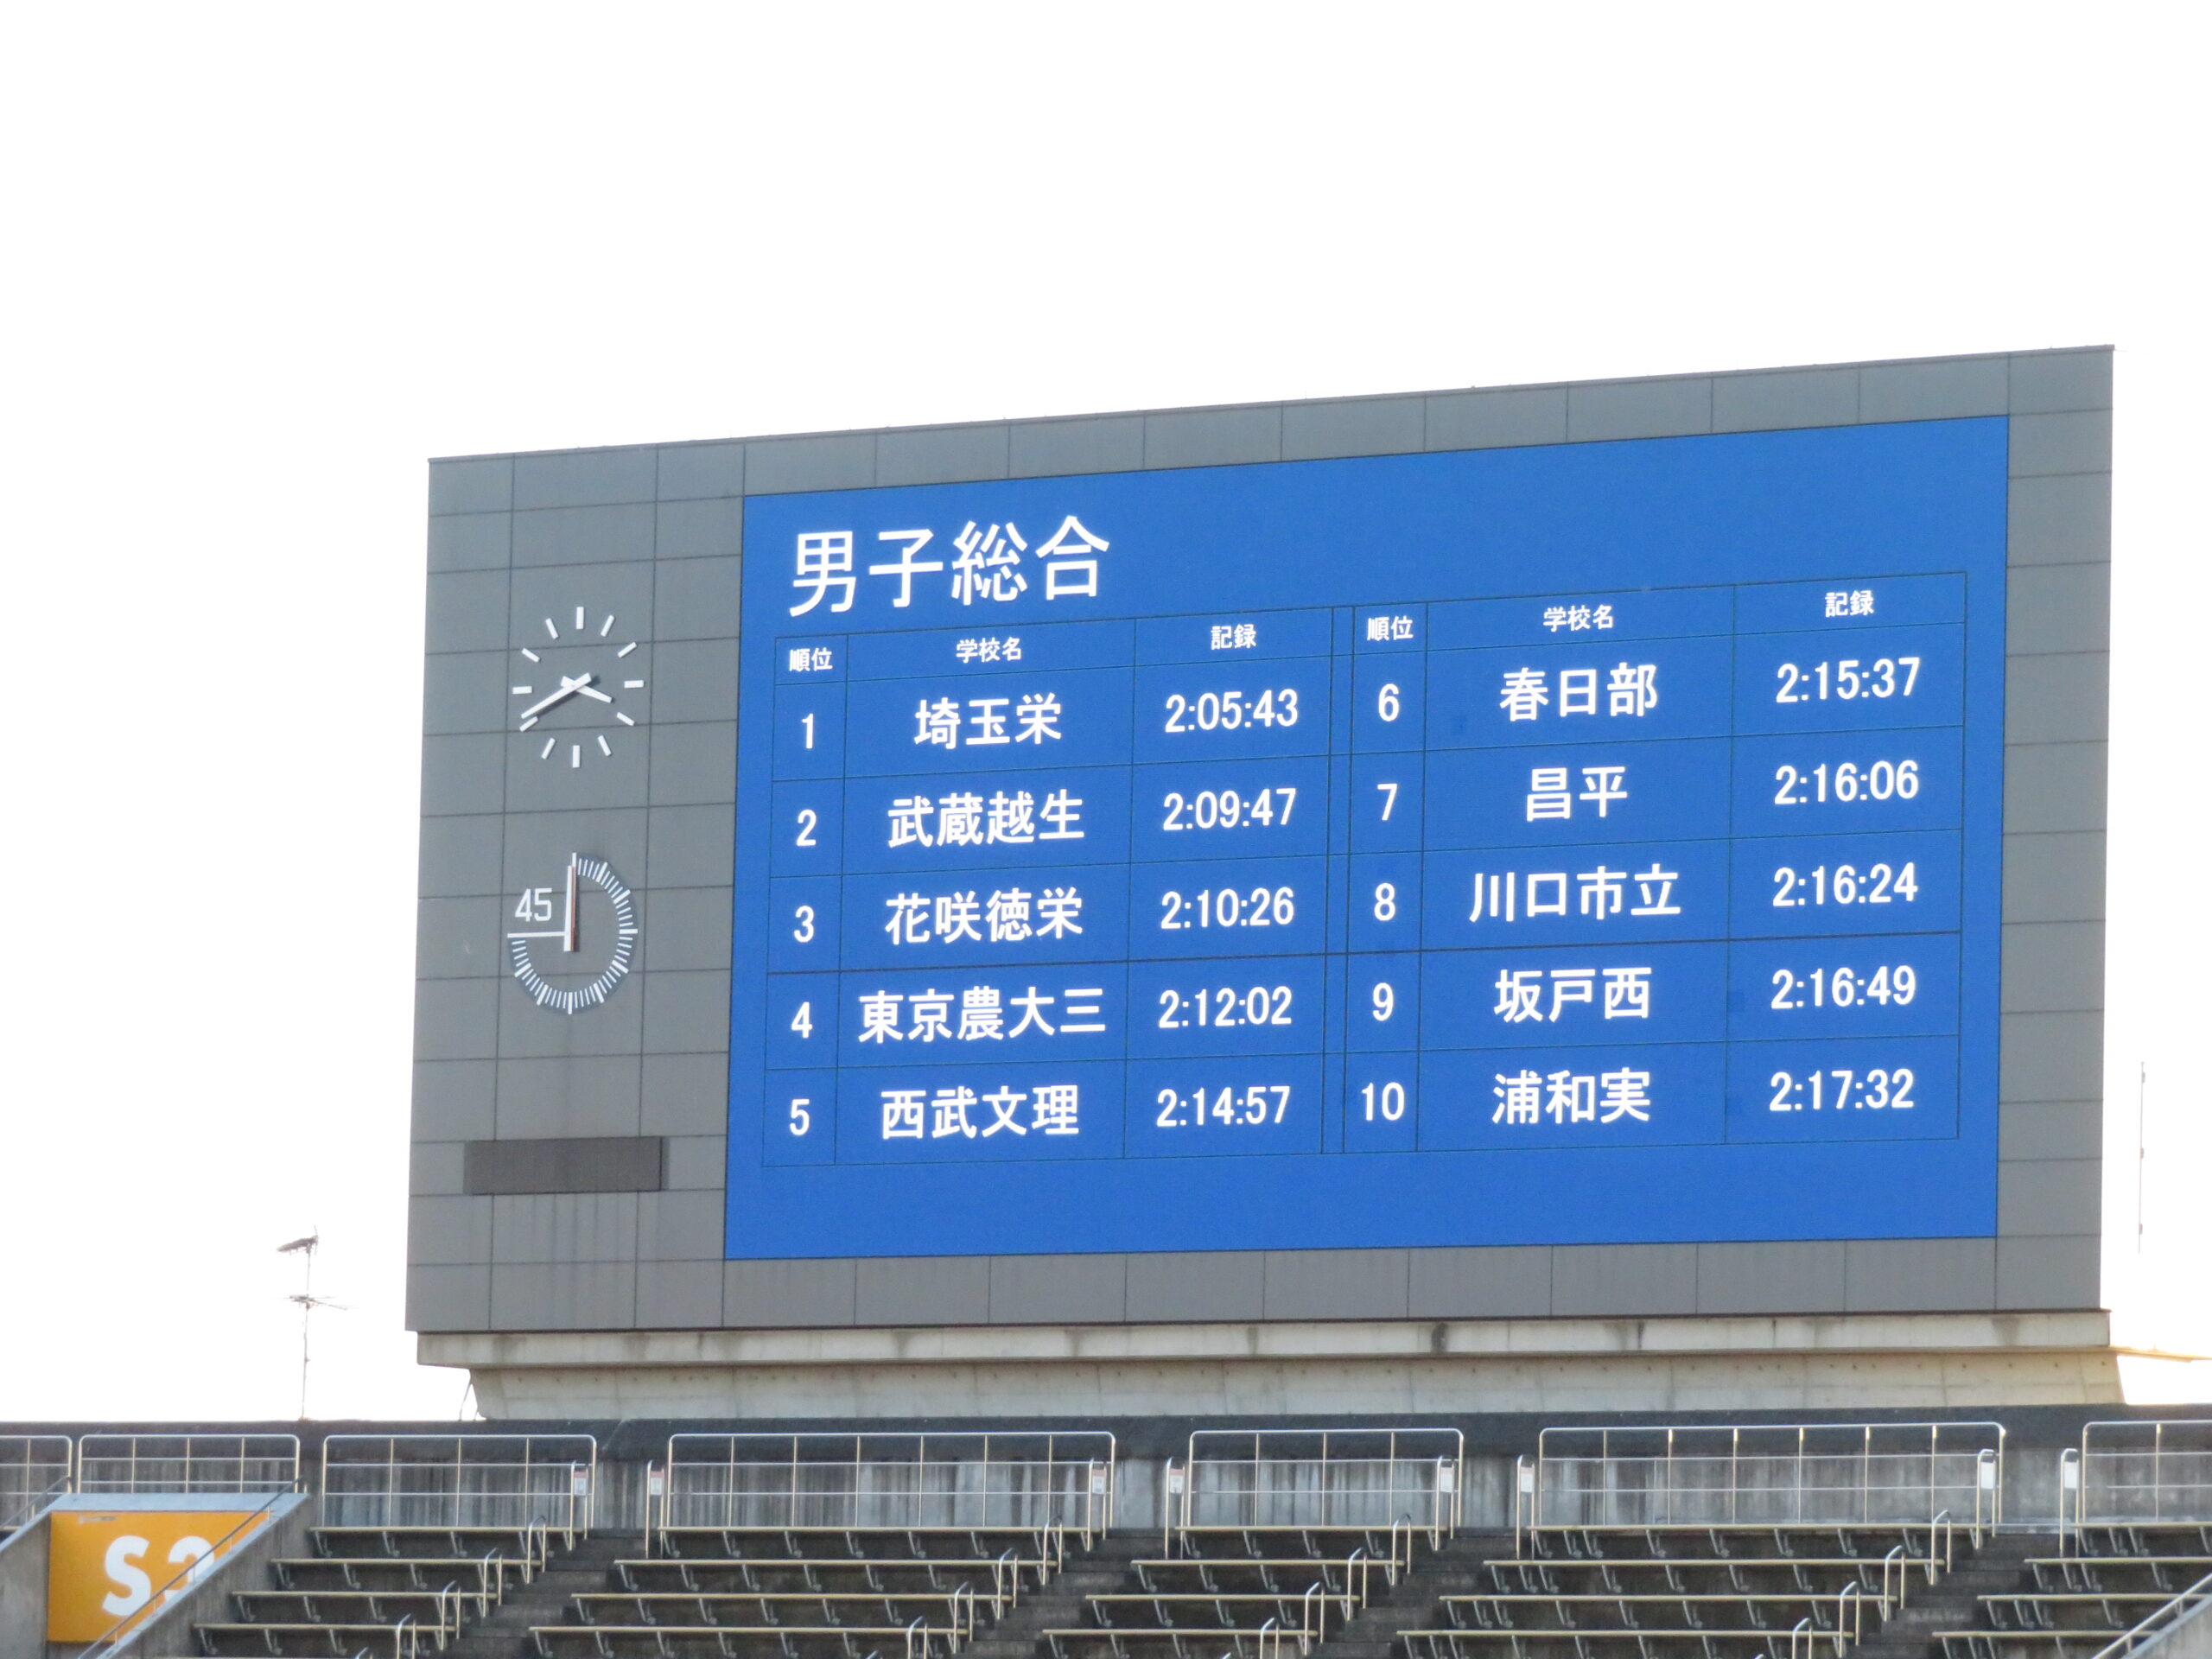 男子総合
順位 学校名 記録 順位 学校名 記録
1 埼玉栄 2:05:43 6 春日部 2:15:37
2 武蔵越生 2:09:47 7 昌平 2:16:06
3 花咲徳栄 2:10:26 8 川口市立 2:16:24
4 東京農大三 2:12:02 9 坂戸西 2:16:49
5 西武文理 2:14:57 10 浦和実 2:17:32
45